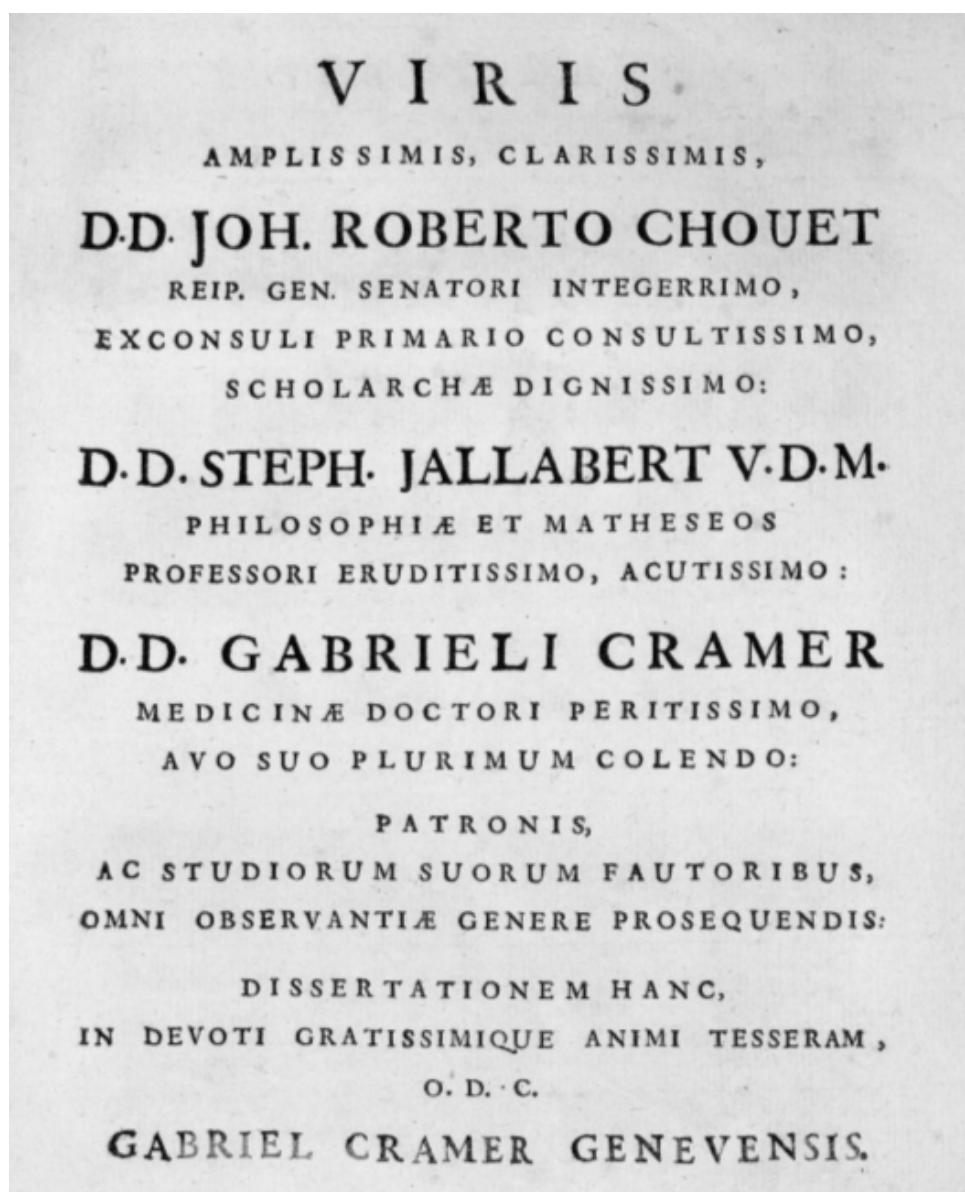 VIRIS
AMPLISSIMIS, CLARISSIMIS,
D.D. JOH. ROBERTO CHOUET
REIP. GEN. SENATORI INTEGERRIMO,
EXCONSULI PRIMARIO CONSULTISSIMO,
SCHOLARCHÆ DIGNISSIMO:
D.D. STEPH. JALLABERT V.D.M.
PHILOSOPHIÆ ET MATHESEOS
PROFESSORI ERUDITISSIMO, ACUTISSIMO:
D.D. GABRIELI CRAMER
MEDICINÆ DOCTORI PERITISSIMO,
AVO SUO PLURIMUM COLENDO:
PATRONIS,
AC STUDIORUM SUORUM FAUTORIBUS,
OMNI OBSERVANTIÆ GENERE PROSEQUENDIS:
DISSERTATIONEM HANC,
IN DEVOTI GRATISSIMIQUE ANIMI TESSERAM,
O. D. C.
GABRIEL CRAMER GENEVENSIS.